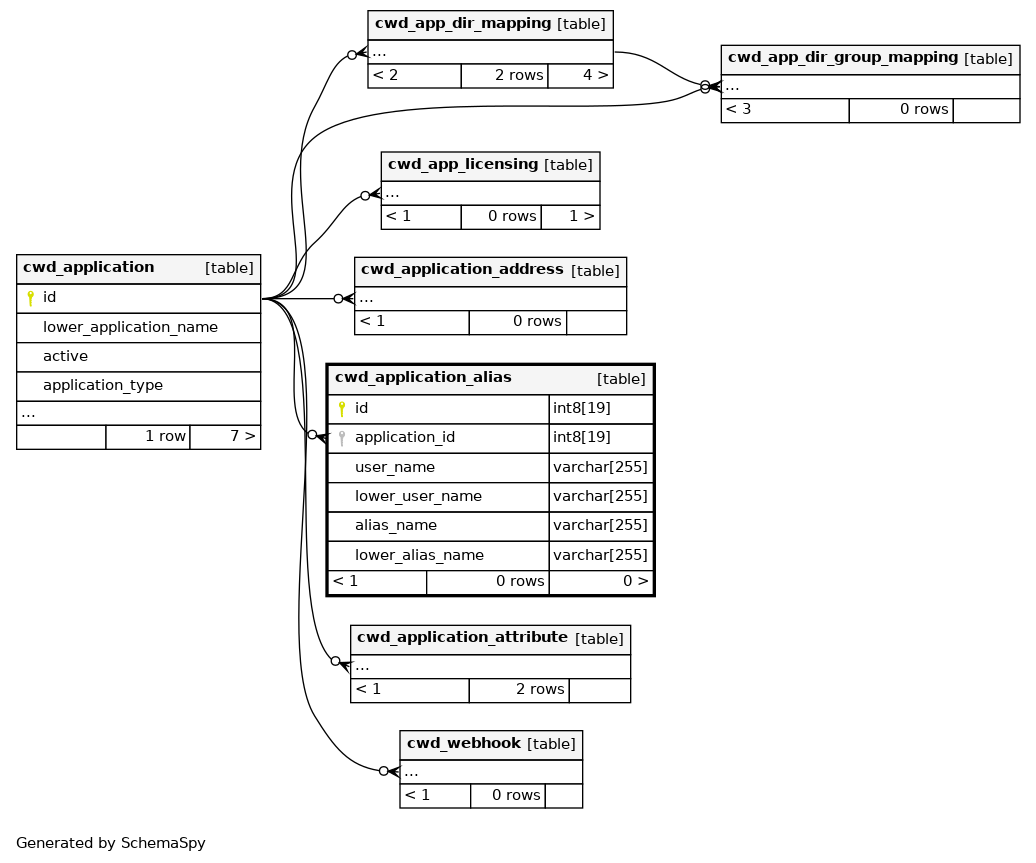 cwd_app_dir_mapping [table]
...
< 2 2 rows 4 >
cwd_app_dir_group_mapping [table]
...
< 3 0 rows
cwd_app_licensing [table]
...
< 1 0 rows 1 >
cwd_application [table]
id
lower_application_name
active
application_type
...
1 row 7 >
cwd_application_address [table]
...
< 1 0 rows
cwd_application_alias [table]
id int8[19]
application_id int8[19]
user_name varchar[255]
lower_user_name varchar[255]
alias_name varchar[255]
lower_alias_name varchar[255]
< 1 0 rows 0 >
cwd_application_attribute [table]
...
< 1 2 rows
cwd_webhook [table]
...
< 1 0 rows
Generated by SchemaSpy